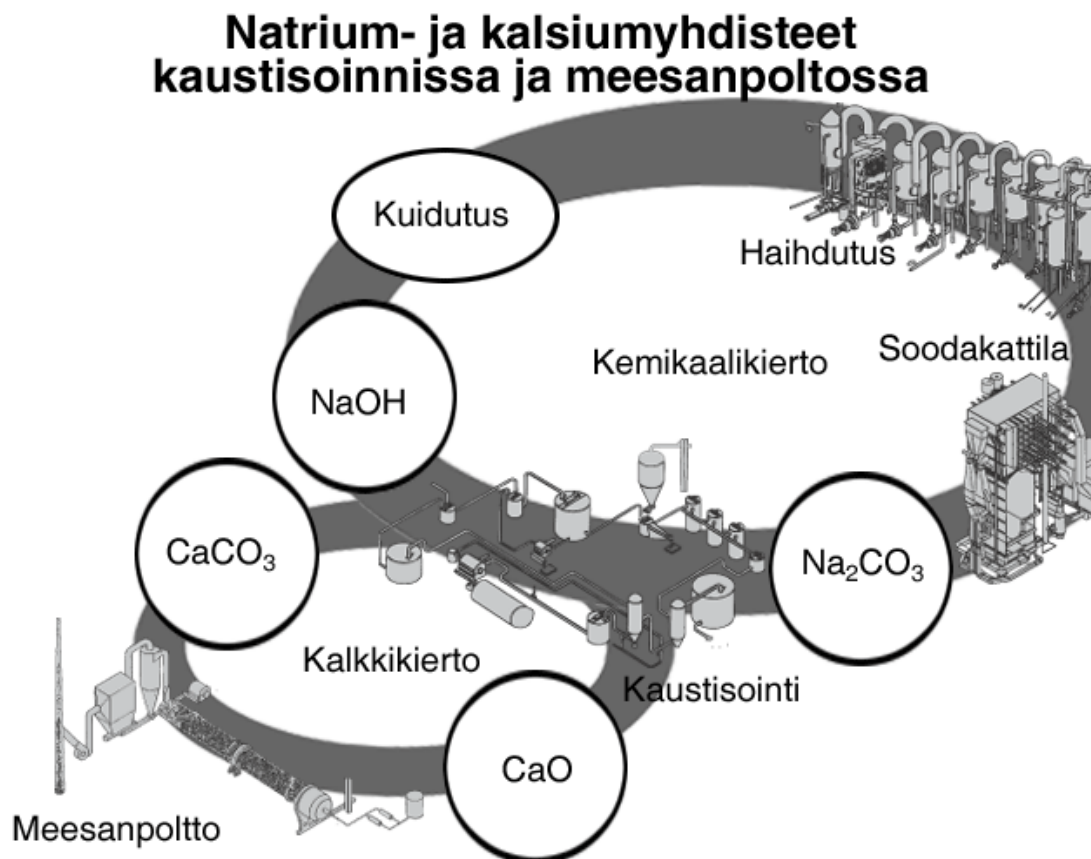 Natrium- ja kalsiumyhdisteet
kaustisoinnissa ja meesanpoltossa
Kuidutus
Haihdutus
Soodakattila
Kemikaalikierto
NaOH
CaCO₃
Na₂CO₃
Kalkkikierto
Kaustisointi
CaO
Meesanpoltto